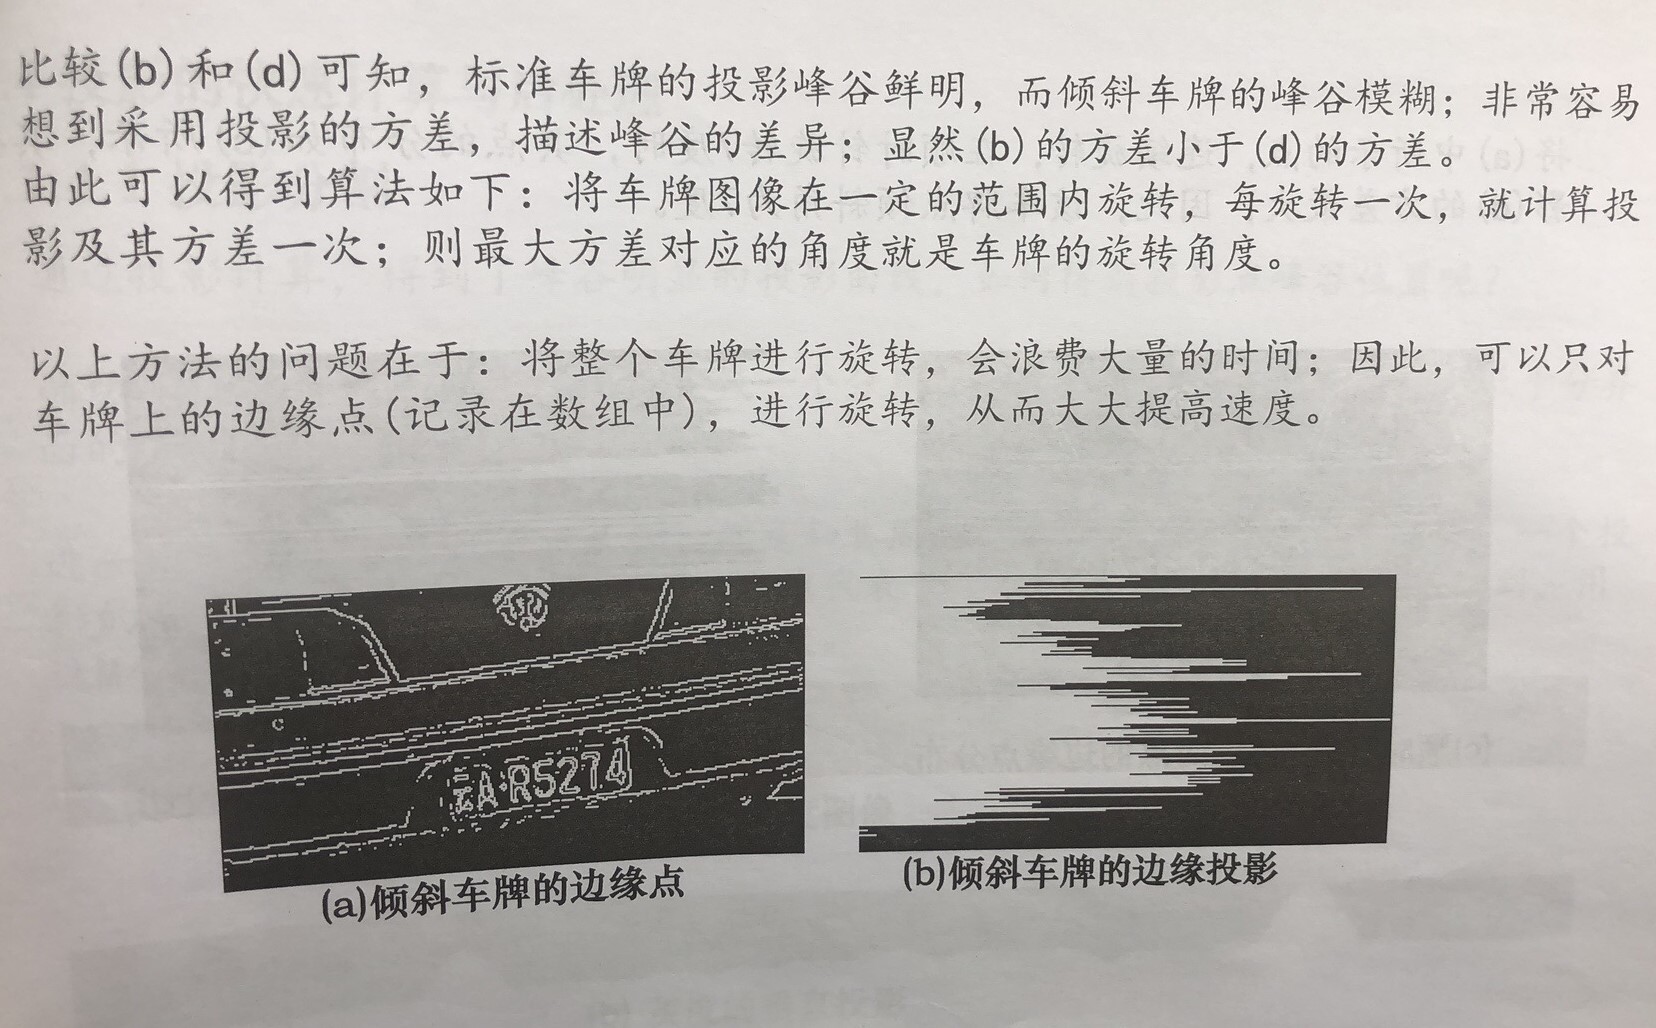 比较(b)和(d)可知，标准车牌的投影峰谷鲜明，而倾斜车牌的峰谷模糊；非常容易
想到采用投影的方差，描述峰谷的差异；显然(b)的方差小于(d)的方差。
由此可以得到算法如下：将车牌图像在一定的范围内旋转，每旋转一次，就计算投
影及其方差一次；则最大方差对应的角度就是车牌的旋转角度。
以上方法的问题在于：将整个车牌进行旋转，会浪费大量的时间；因此，可以只对
车牌上的边缘点(记录在数组中)，进行旋转，从而大大提高速度。
A·R5274
(a)倾斜车牌的边缘点
(b)倾斜车牌的边缘投影